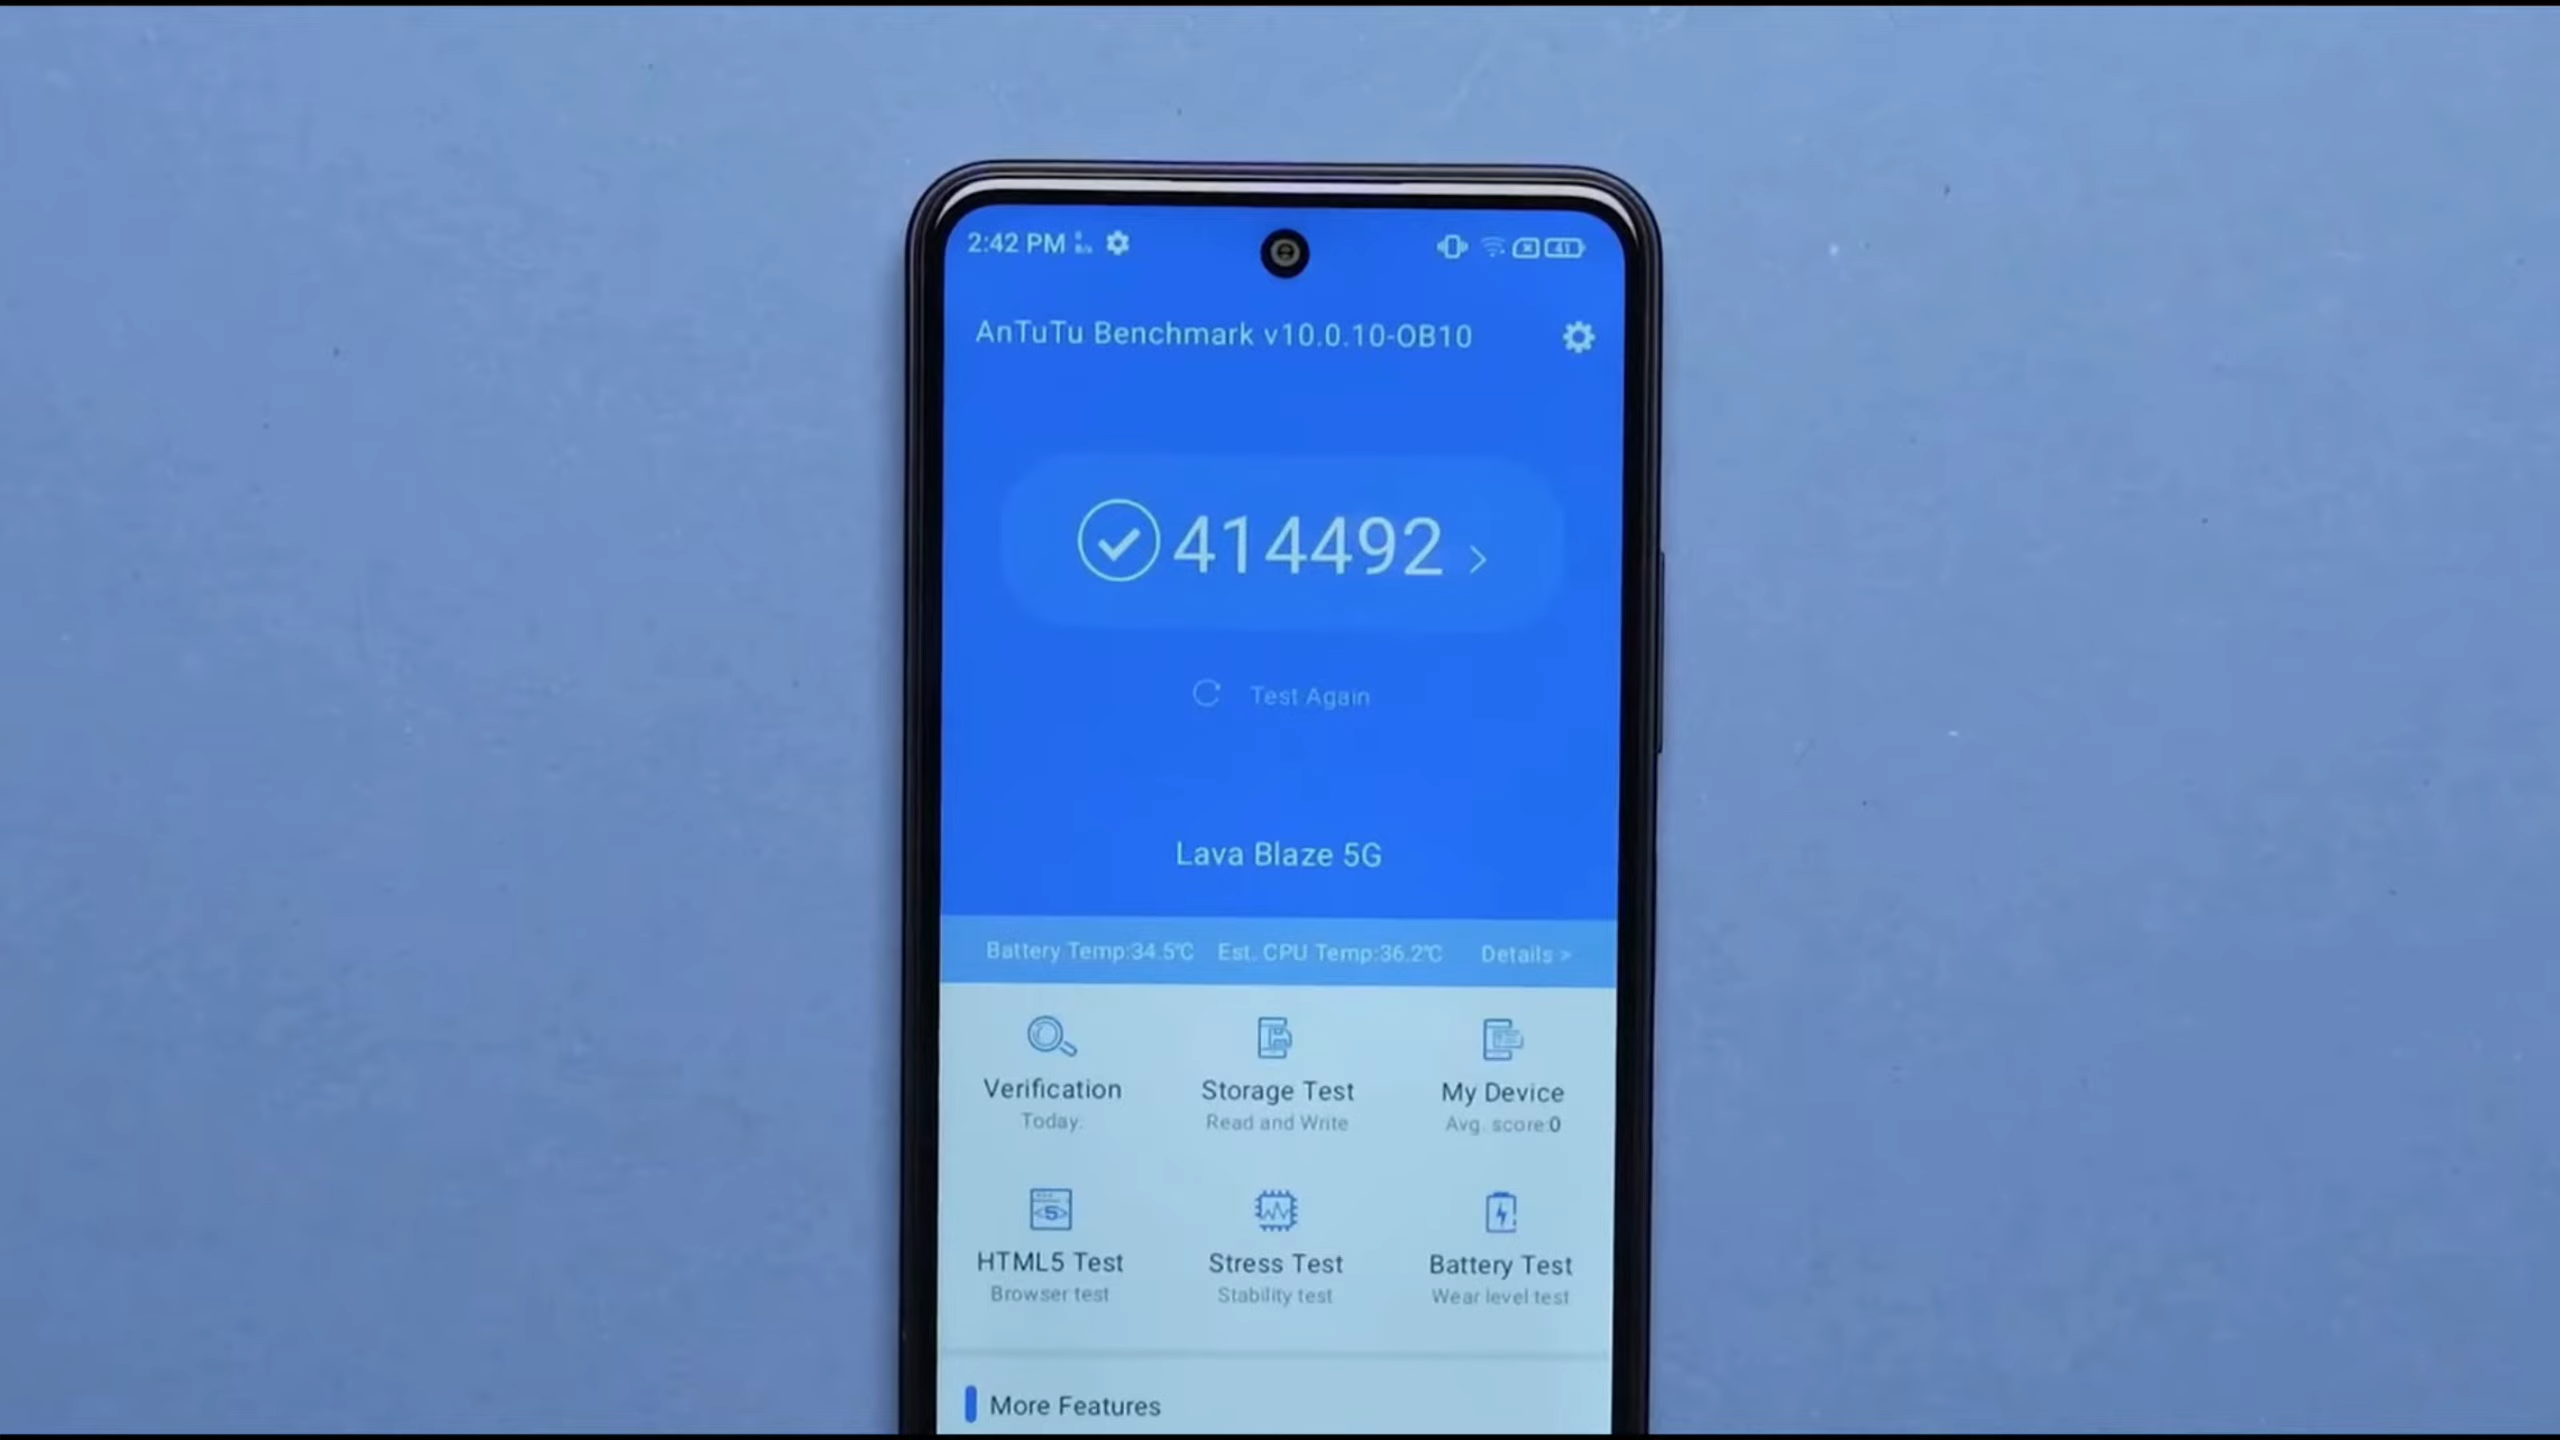 2:42 PM
41
AnTuTu Benchmark v10.0.10-OB10
414492 >
Test Again
Lava Blaze 5G
Battery Temp:34.5℃ Est. CPU Temp:36.2℃ Details >
Verification Storage Test My Device
Today. Read and Write Avg. score:0
<5>
HTML5 Test Stress Test Battery Test
Browser test Stability test Wear level test
More Features